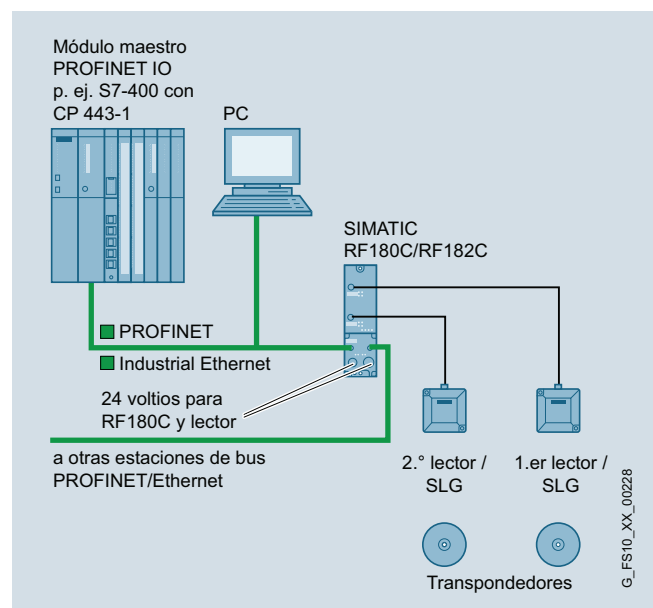 Módulo maestro
PROFINET IO
p. ej. S7-400 con
CP 443-1
PC
SIMATIC
RF180C/RF182C
PROFINET
Industrial Ethernet
24 voltios para
RF180C y lector
a otras estaciones de bus
PROFINET/Ethernet
2.° lector /
SLG
1.er lector /
SLG
Transpondedores
G_FS10_XX_00228